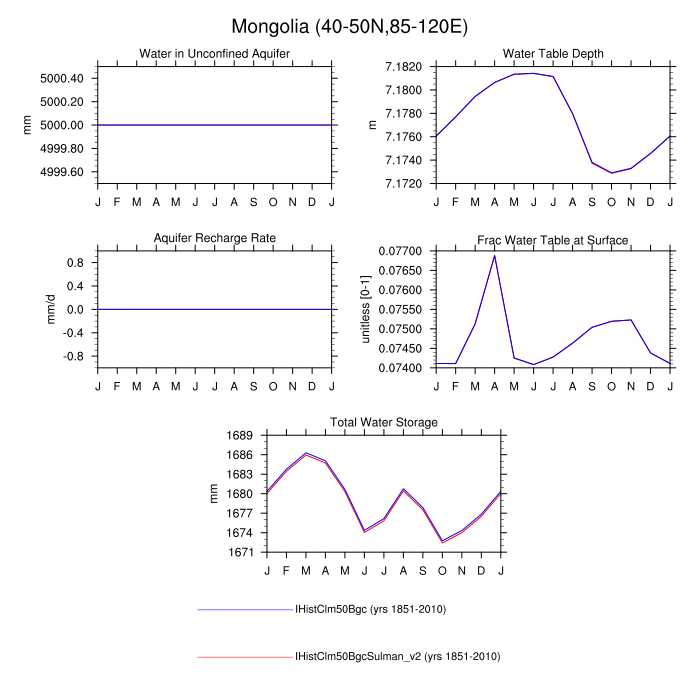 Mongolia (40-50N,85-120E)
Water in Unconfined Aquifer
mm
5000.40
5000.20
5000.00
4999.80
4999.60
J F M A M J J A S O N D J
Water Table Depth
m
7.1820
7.1800
7.1780
7.1760
7.1740
7.1720
J F M A M J J A S O N D J
Aquifer Recharge Rate
mm/d
0.8
0.4
0.0
-0.4
-0.8
J F M A M J J A S O N D J
Frac Water Table at Surface
unitless [0-1]
0.07700
0.07650
0.07600
0.07550
0.07500
0.07450
0.07400
J F M A M J J A S O N D J
Total Water Storage
mm
1689
1686
1683
1680
1677
1674
1671
J F M A M J J A S O N D J
IHistClm50Bgc (yrs 1851-2010)
IHistClm50BgcSulman_v2 (yrs 1851-2010)